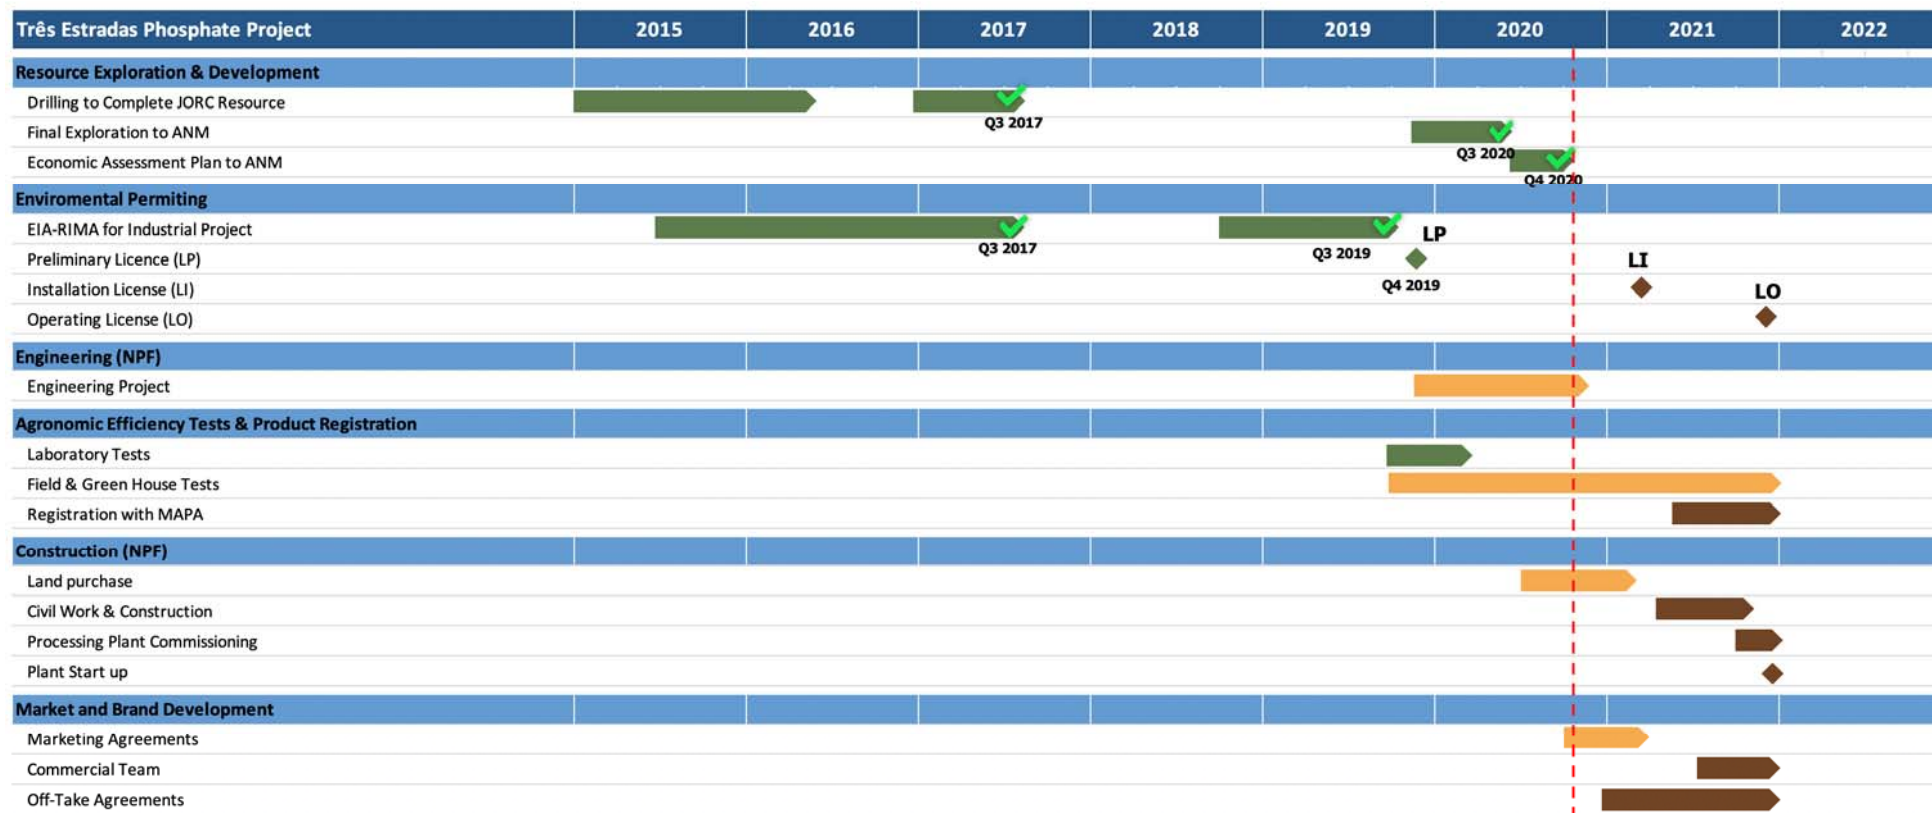 Três Estradas Phosphate Project 2015 2016 2017 2018 2019 2020 2021 2022
Resource Exploration & Development
Drilling to Complete JORC Resource
Q3 2017
Final Exploration to ANM
Q3 2020
Economic Assessment Plan to ANM
Q4 2020
Enviromental Permiting
EIA-RIMA for Industrial Project
Q3 2017 Q3 2019 LP
Preliminary Licence (LP)
Q4 2019 LI
Installation License (LI)
LO
Operating License (LO)
Engineering (NPF)
Engineering Project
Agronomic Efficiency Tests & Product Registration
Laboratory Tests
Field & Green House Tests
Registration with MAPA
Construction (NPF)
Land purchase
Civil Work & Construction
Processing Plant Commissioning
Plant Start up
Market and Brand Development
Marketing Agreements
Commercial Team
Off-Take Agreements